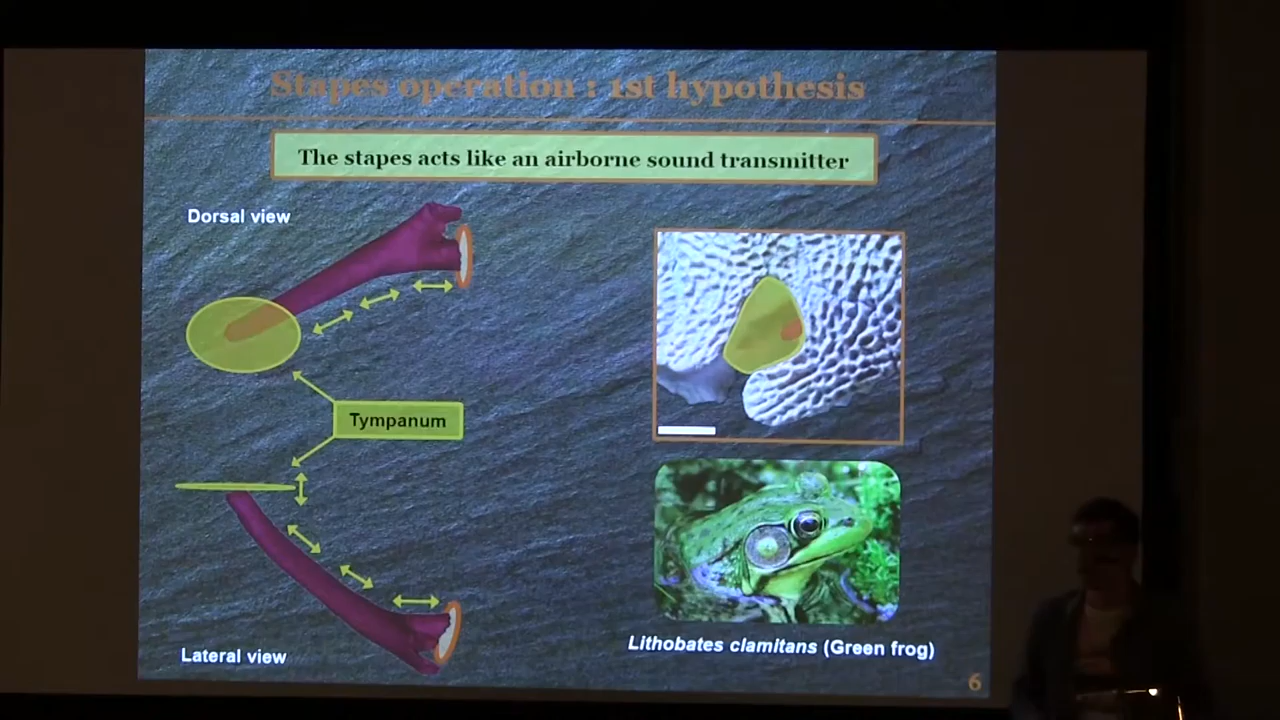 Stapes operation : 1st hypothesis
The stapes acts like an airborne sound transmitter
Dorsal view
Tympanum
Lateral view
Lithobates clamitans (Green frog)
6